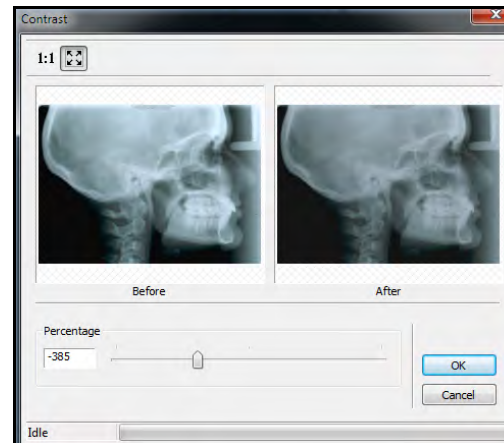 Contrast
1:1
Before After
Percentage
-385
OK
Cancel
Idle